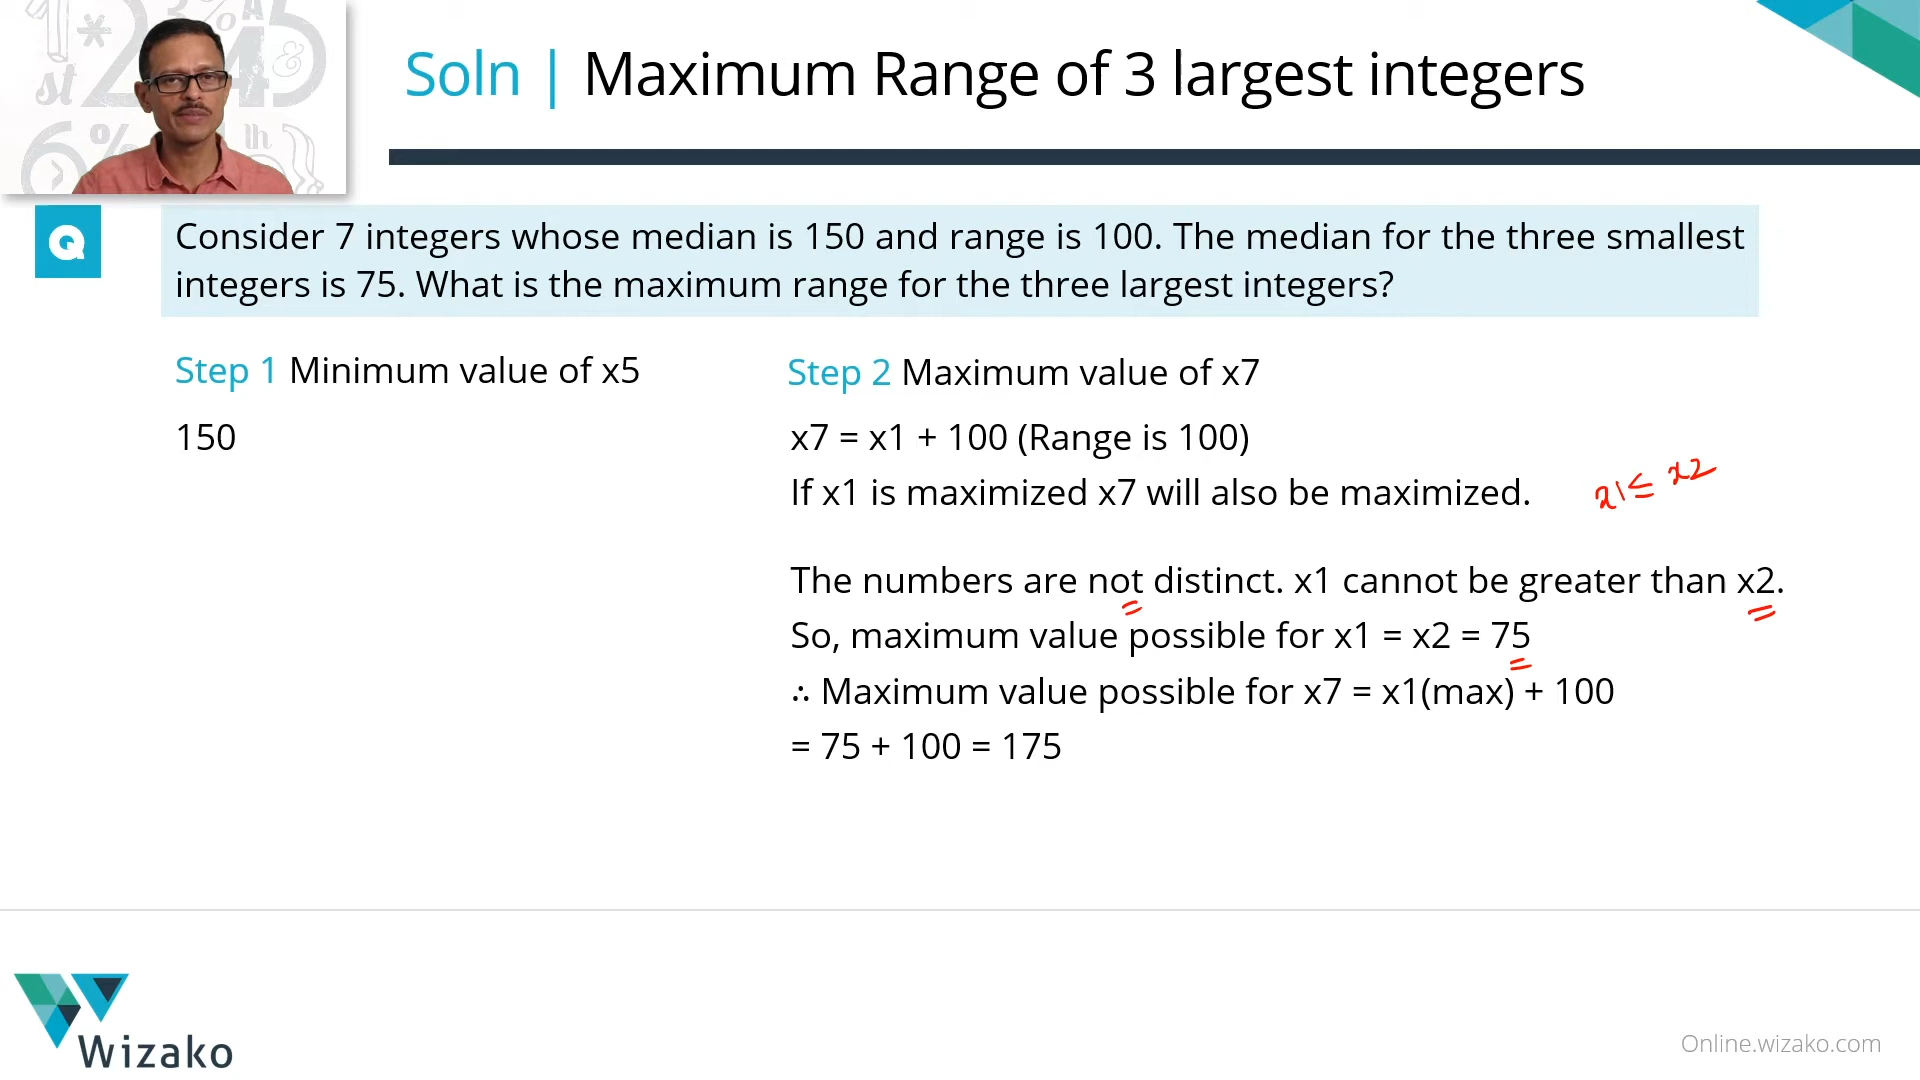 Soln | Maximum Range of 3 largest integers
Q
Consider 7 integers whose median is 150 and range is 100. The median for the three smallest
integers is 75. What is the maximum range for the three largest integers?
Step 1 Minimum value of x5
150
Step 2 Maximum value of x7
x7 = x1 + 100 (Range is 100)
If x1 is maximized x7 will also be maximized.
x1 ≤ x2
The numbers are not distinct. x1 cannot be greater than x2.
So, maximum value possible for x1 = x2 = 75
∴ Maximum value possible for x7 = x1(max) + 100
= 75 + 100 = 175
Wizako
Online.wizako.com